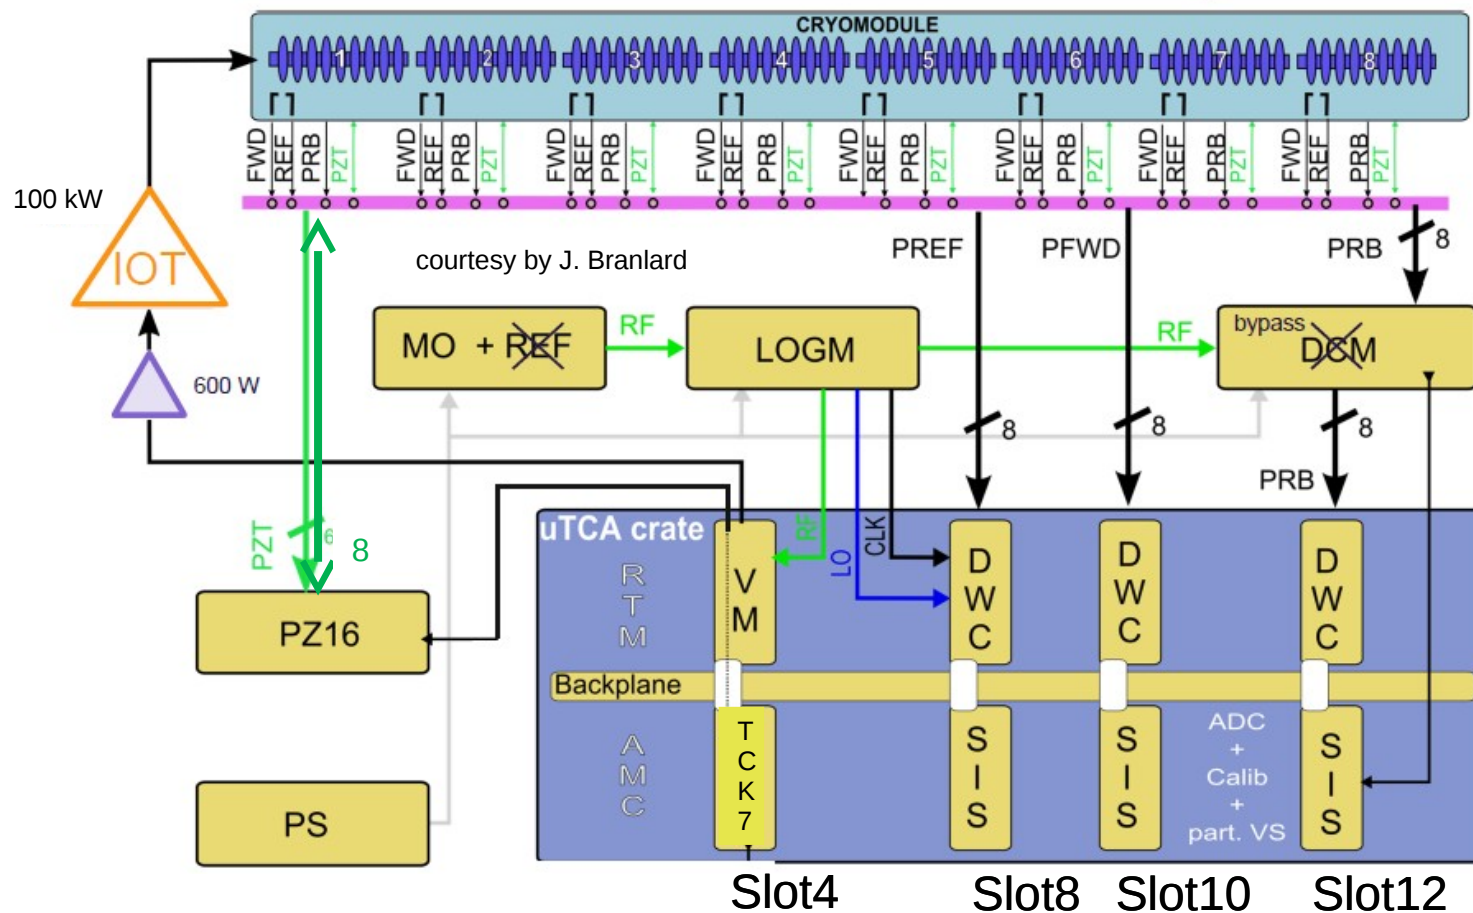 CRYOMODULE
1 2 3 4 5 6 7 8
FWD REF PRB PZT FWD REF PRB PZT FWD REF PRB PZT FWD REF PRB PZT FWD REF PRB PZT FWD REF PRB PZT FWD REF PRB PZT FWD REF PRB PZT
100 kW
IOT
600 W
courtesy by J. Branlard
PREF
PFWD
PRB
8
MO + REF
RF
LOGM
RF
bypass
DCM
8
8
8
PRB
PZT
6
8
PZ16
PS
uTCA crate
RF
LO
CLK
R
T
M
V
M
D
W
C
D
W
C
D
W
C
Backplane
A
M
C
T
C
K
7
S
I
S
S
I
S
ADC
+
Calib
+
part. VS
S
I
S
Slot4
Slot8
Slot10
Slot12